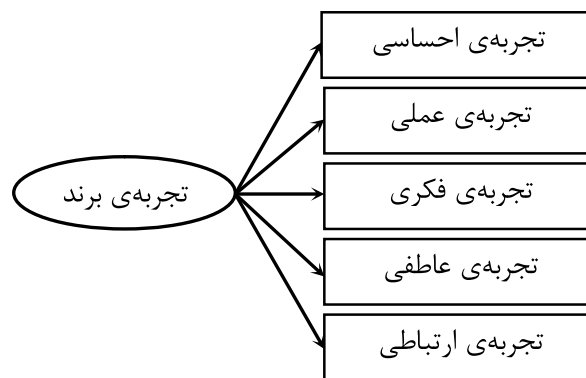 تجربه‌ی احساسی
تجربه‌ی عملی
تجربه‌ی فکری
تجربه‌ی برند
تجربه‌ی عاطفی
تجربه‌ی ارتباطی